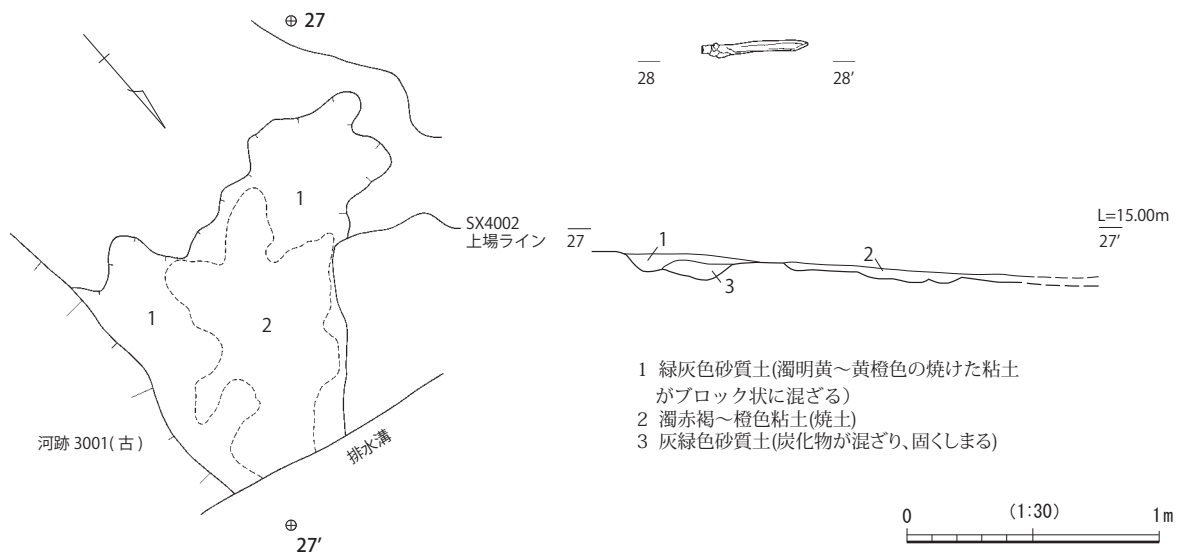 27
28
28′
1
SX4002
上場ライン
27
L=15.00m
27′
1
2
3
1
2
河跡 3001( 古 )
排水溝
27′
1 緑灰色砂質土(濁明黄～黄橙色の焼けた粘土
がブロック状に混ざる）
2 濁赤褐～橙色粘土(焼土)
3 灰緑色砂質土(炭化物が混ざり、固くしまる)
0
(1:30)
1m